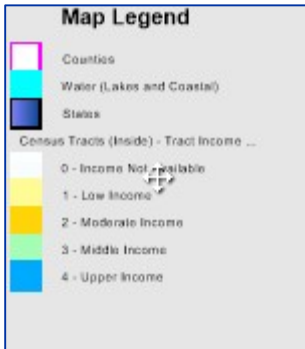 Map Legend
Counties
Water (Lakes and Coastal)
States
Census Tracts (Inside) - Tract Income ...
0 - Income Not Available
1 - Low Income
2 - Moderate Income
3 - Middle Income
4 - Upper Income